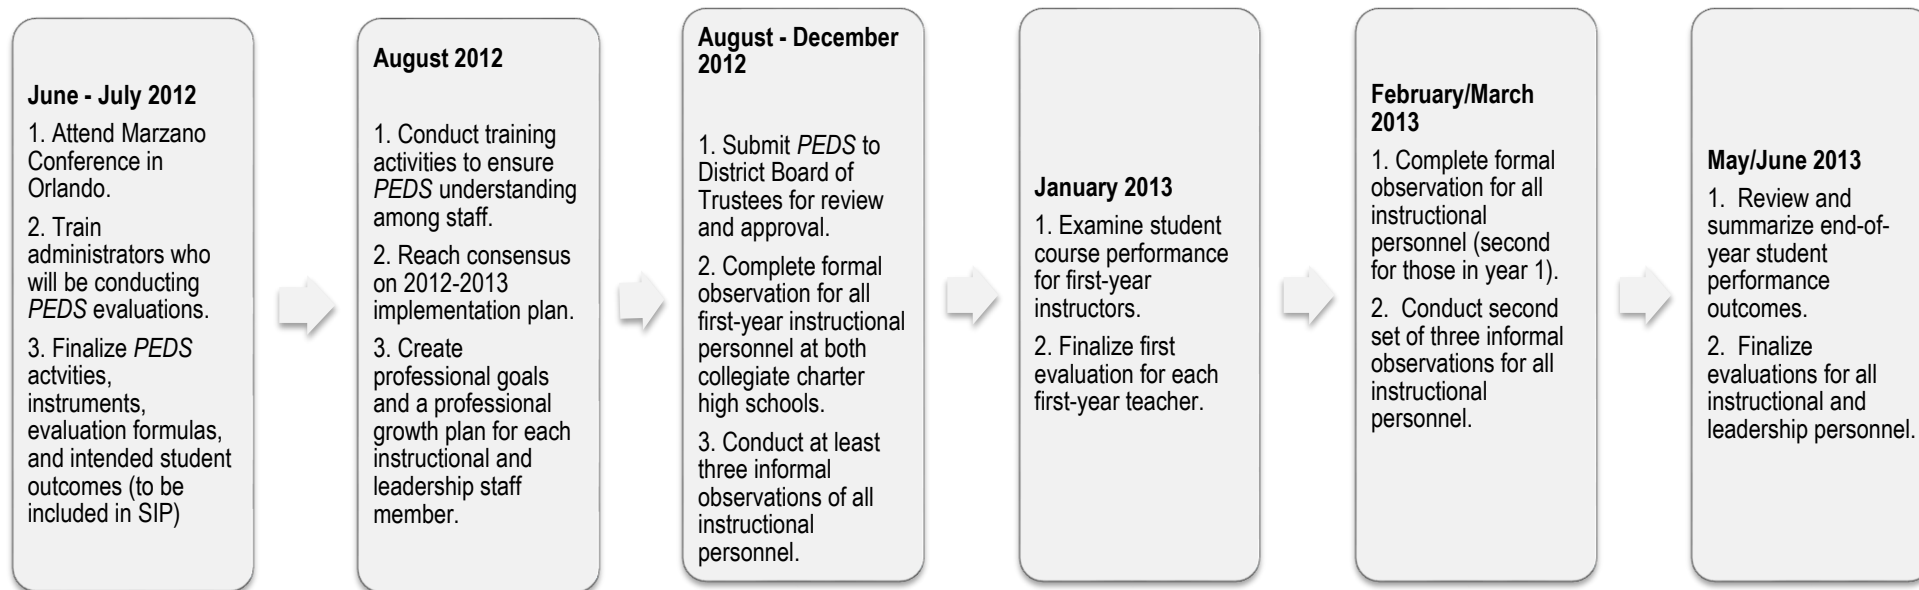 June - July 2012
1. Attend Marzano
Conference in
Orlando.
2. Train
administrators who
will be conducting
PEDS evaluations.
3. Finalize PEDS
actvities,
instruments,
evaluation formulas,
and intended student
outcomes (to be
included in SIP)
August 2012
1. Conduct training
activities to ensure
PEDS understanding
among staff.
2. Reach consensus
on 2012-2013
implementation plan.
3. Create
professional goals
and a professional
growth plan for each
instructional and
leadership staff
member.
August - December
2012
1. Submit PEDS to
District Board of
Trustees for review
and approval.
2. Complete formal
observation for all
first-year instructional
personnel at both
collegiate charter
high schools.
3. Conduct at least
three informal
observations of all
instructional
personnel.
January 2013
1. Examine student
course performance
for first-year
instructors.
2. Finalize first
evaluation for each
first-year teacher.
February/March
2013
1. Complete formal
observation for all
instructional
personnel (second
for those in year 1).
2. Conduct second
set of three informal
observations for all
instructional
personnel.
May/June 2013
1. Review and
summarize end-of-
year student
performance
outcomes.
2. Finalize
evaluations for all
instructional and
leadership personnel.